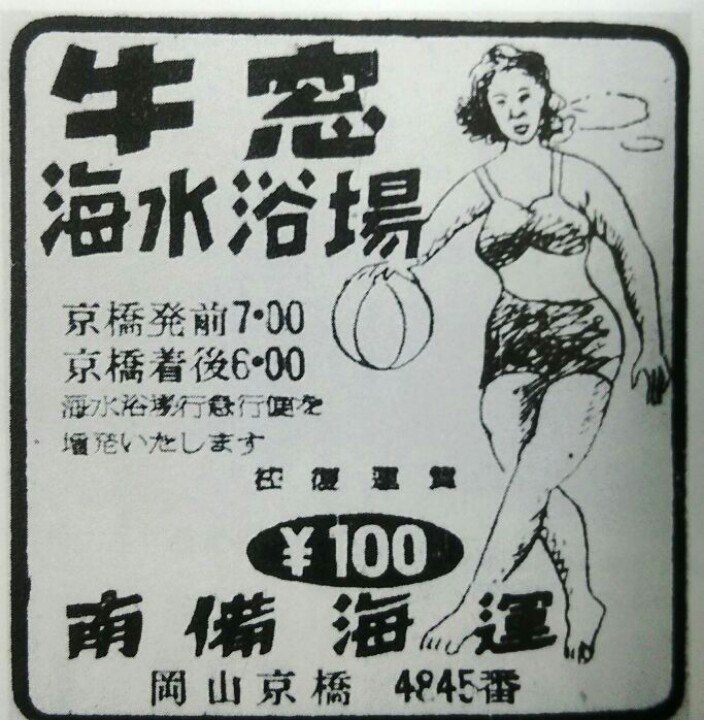 牛窓
海水浴場
京橋発前7・00
京橋着後6・00
海水浴場行急行便を
増発いたします
往復運賃
¥100
南備海運
岡山京橋 4845番